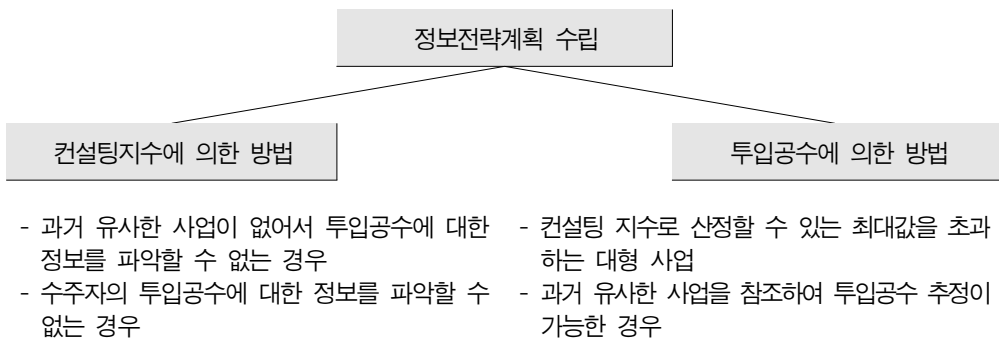 정보전략계획 수립
컨설팅지수에 의한 방법
투입공수에 의한 방법
- 과거 유사한 사업이 없어서 투입공수에 대한
정보를 파악할 수 없는 경우
- 수주자의 투입공수에 대한 정보를 파악할 수
없는 경우
- 컨설팅 지수로 산정할 수 있는 최대값을 초과
하는 대형 사업
- 과거 유사한 사업을 참조하여 투입공수 추정이
가능한 경우